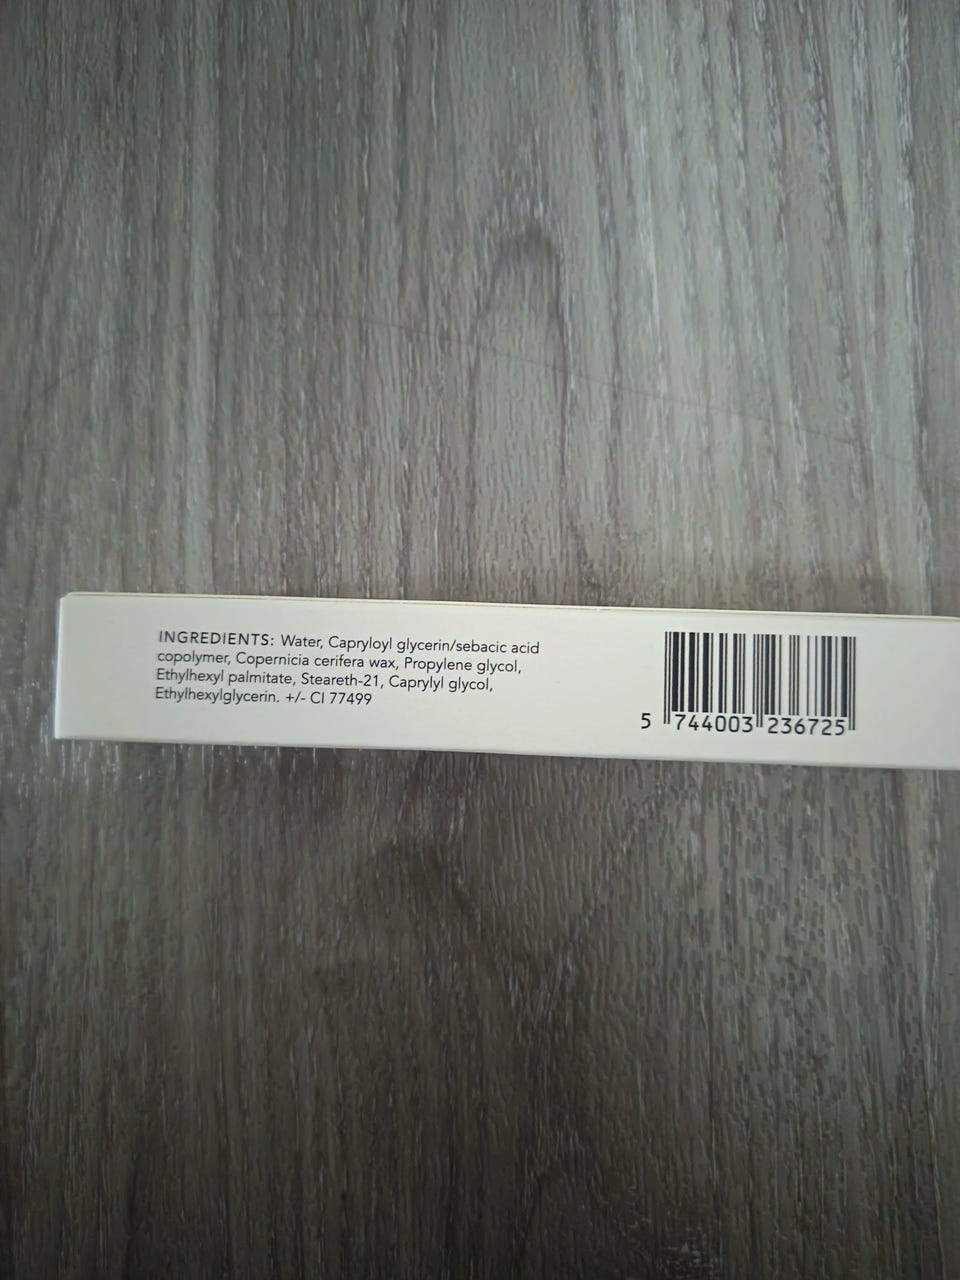 INGREDIENTS: Water, Capryloyl glycerin/sebacic acid
copolymer, Copernicia cerifera wax, Propylene glycol,
Ethylhexyl palmitate, Steareth-21, Caprylyl glycol,
Ethylhexylglycerin. +/- CI 77499
5 744003 236725